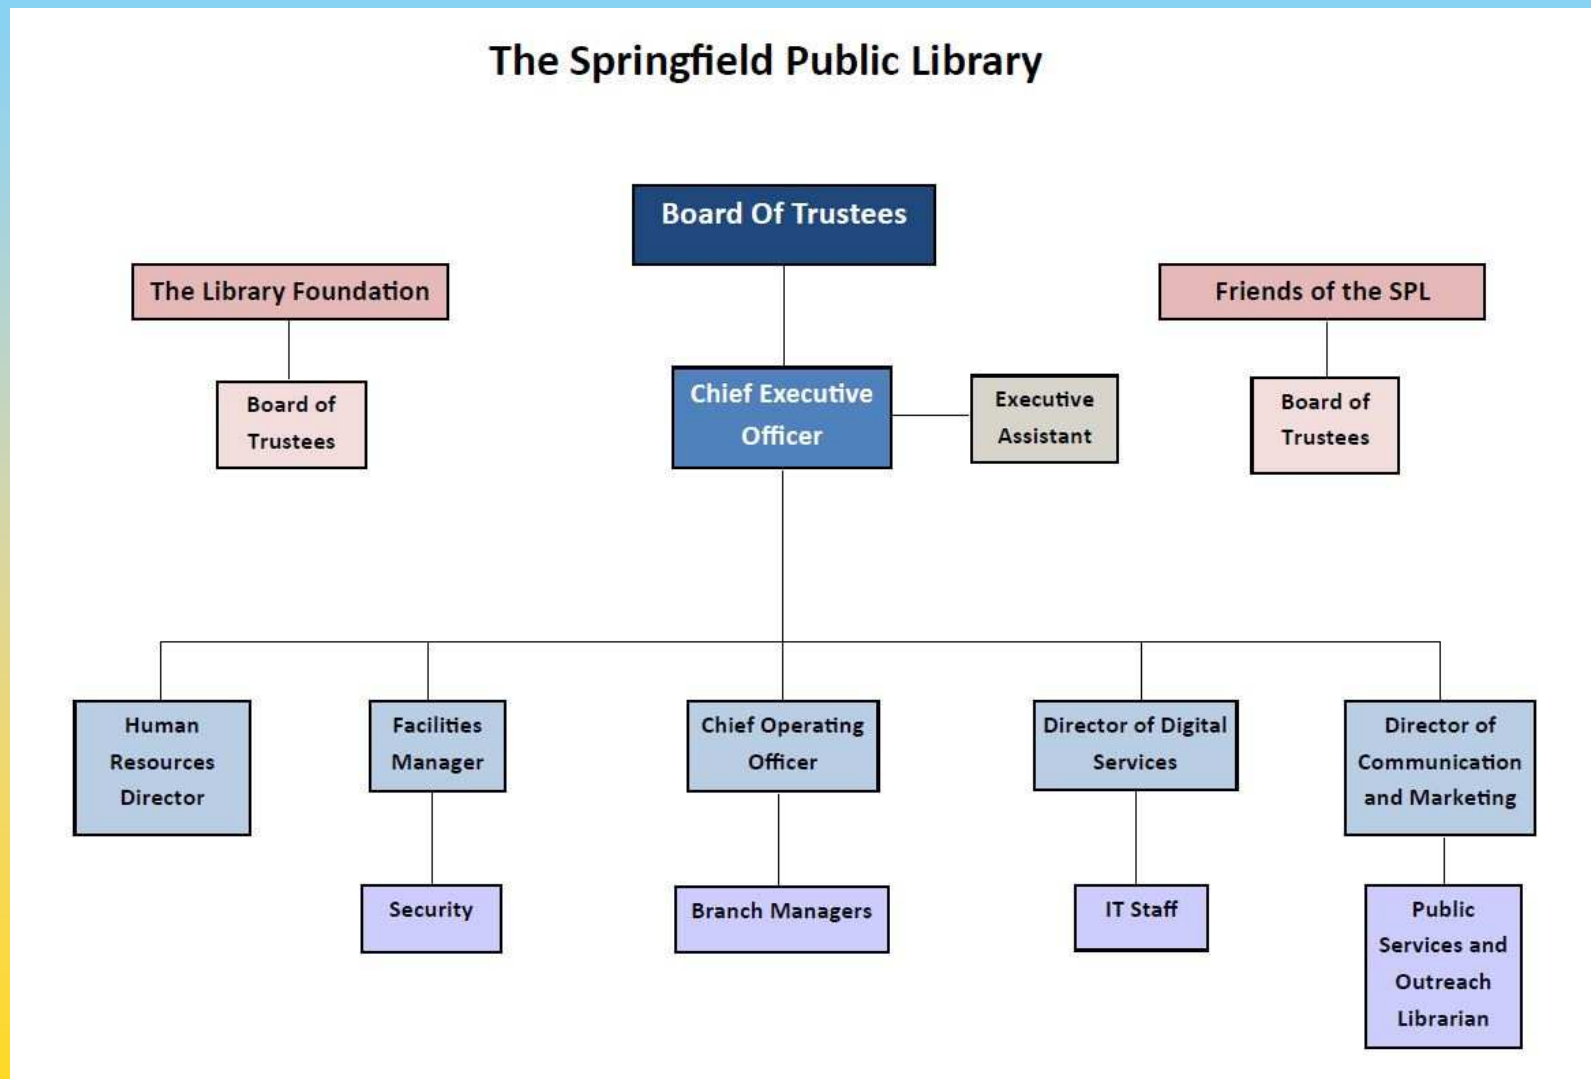 The Springfield Public Library
Board Of Trustees
The Library Foundation
Friends of the SPL
Board of
Trustees
Chief Executive
Officer
Executive
Assistant
Board of
Trustees
Human
Resources
Director
Facilities
Manager
Chief Operating
Officer
Director of Digital
Services
Director of
Communication
and Marketing
Security
Branch Managers
IT Staff
Public
Services and
Outreach
Librarian